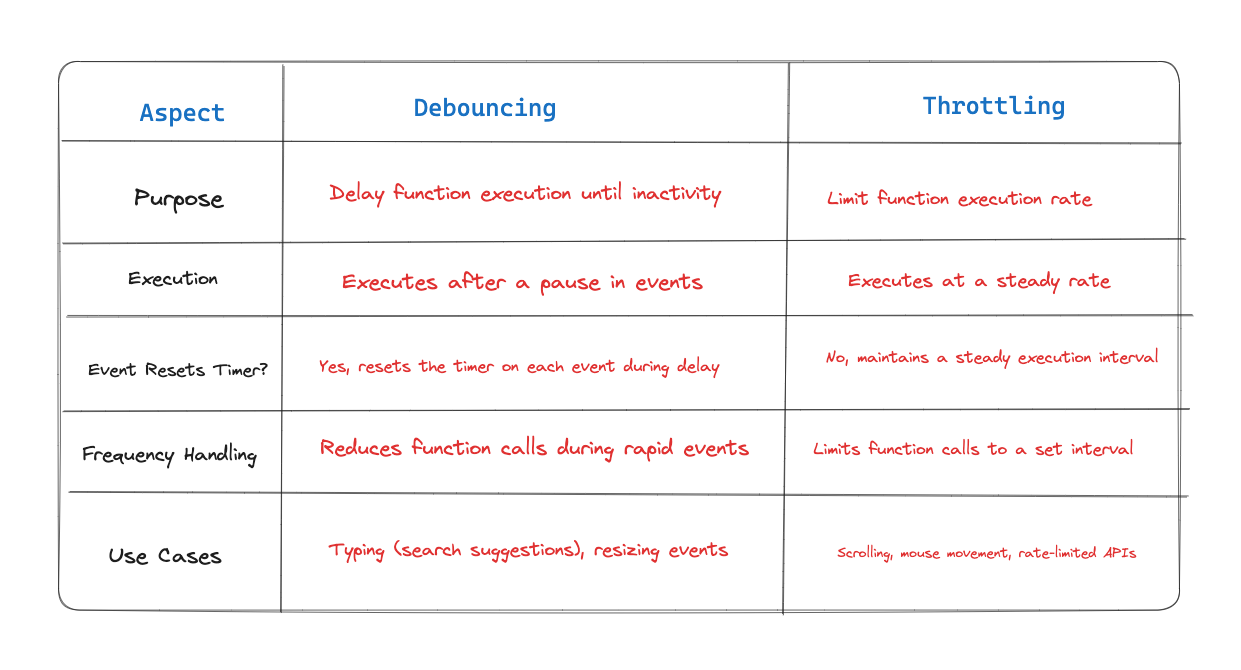 Aspect
Debouncing
Throttling
Purpose
Delay function execution until inactivity
Limit function execution rate
Execution
Executes after a pause in events
Executes at a steady rate
Event Resets Timer?
Yes, resets the timer on each event during delay
No, maintains a steady execution interval
Frequency Handling
Reduces function calls during rapid events
Limits function calls to a set interval
Use Cases
Typing (search suggestions), resizing events
Scrolling, mouse movement, rate-limited APIs